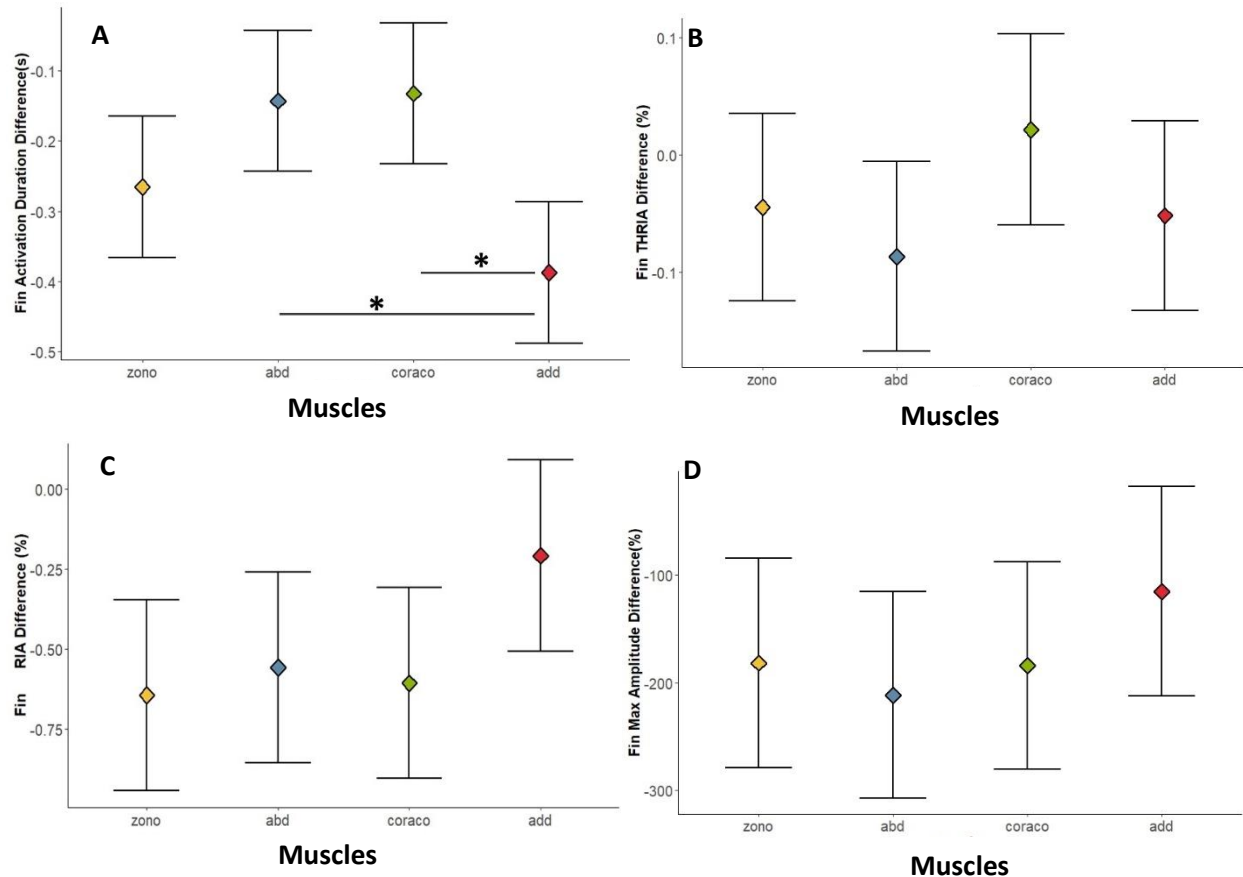 A
Fin Activation Duration Difference(s)
-0.1
-0.2
-0.3
-0.4
-0.5
*
*
zono abd coraco add
Muscles
B
Fin THRIA Difference (%)
0.1
0.0
-0.1
zono abd coraco add
Muscles
C
Fin RIA Difference (%)
0.00
-0.25
-0.50
-0.75
zono abd coraco add
Muscles
D
Fin Max Amplitude Difference(%)
-100
-200
-300
zono abd coraco add
Muscles